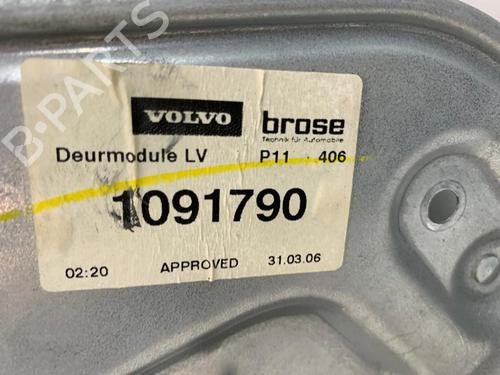 VOLVO brose
Technik für Automobile
Deurmodule LV P11 · 406
1091790
02:20 APPROVED 31.03.06
B-PARTS